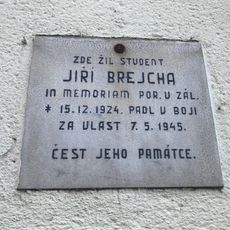 ZDE ŽIL STUDENT
JIŘÍ BREJCHA
IN MEMORIAM POR. V ZÁL.
* 15.12.1924. PADL V BOJI
ZA VLAST 7.5.1945.
ČEST JEHO PAMÁTCE.